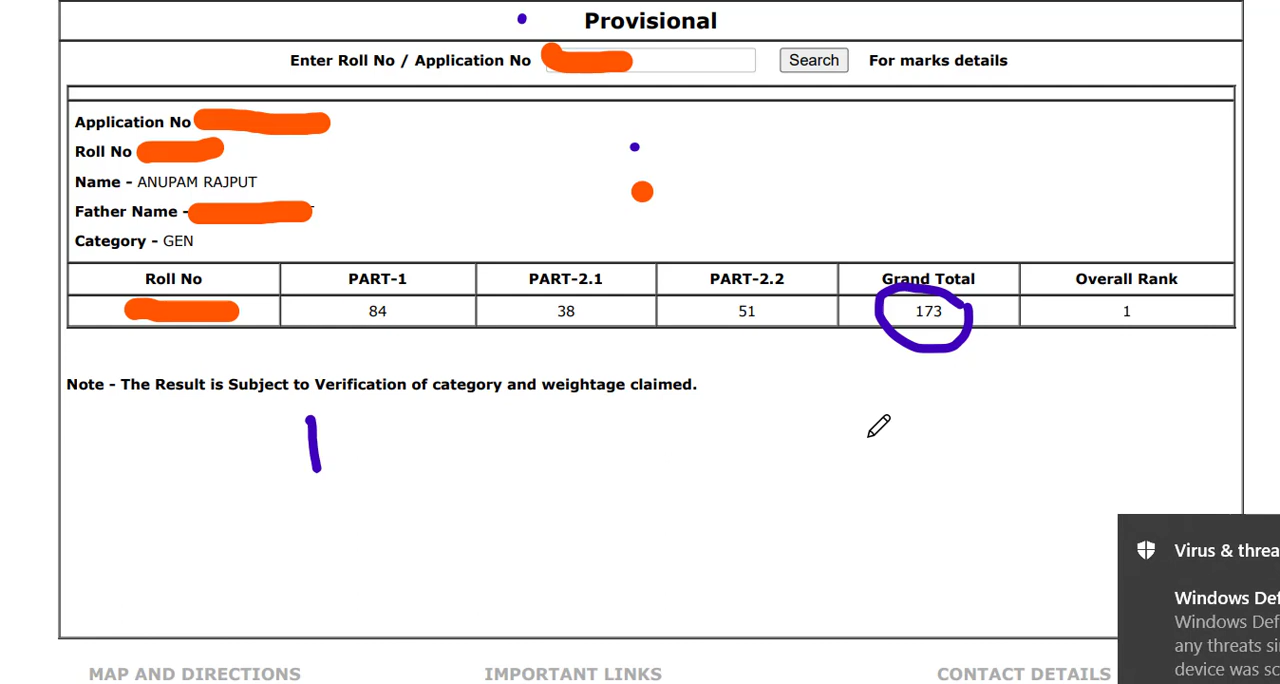 Provisional
Enter Roll No / Application No Search For marks details
Application No
Roll No
Name - ANUPAM RAJPUT
Father Name -
Category - GEN
Roll No PART-1 PART-2.1 PART-2.2 Grand Total Overall Rank
84 38 51 173 1
Note - The Result is Subject to Verification of category and weightage claimed.
Virus & threa
Windows Def
Windows Def
any threats si
device was sc
MAP AND DIRECTIONS IMPORTANT LINKS CONTACT DETAILS